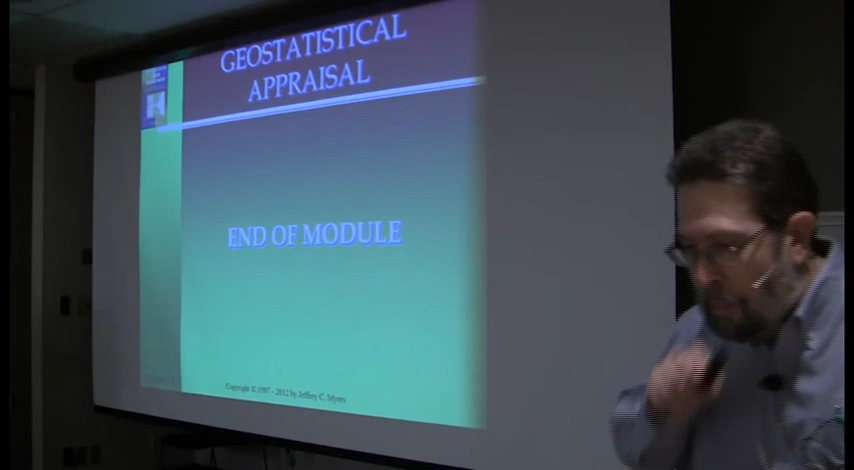 GEOSTATISTICAL
APPRAISAL
END OF MODULE
Copyright © 1997 - 2012 by Jeffrey C. Myers